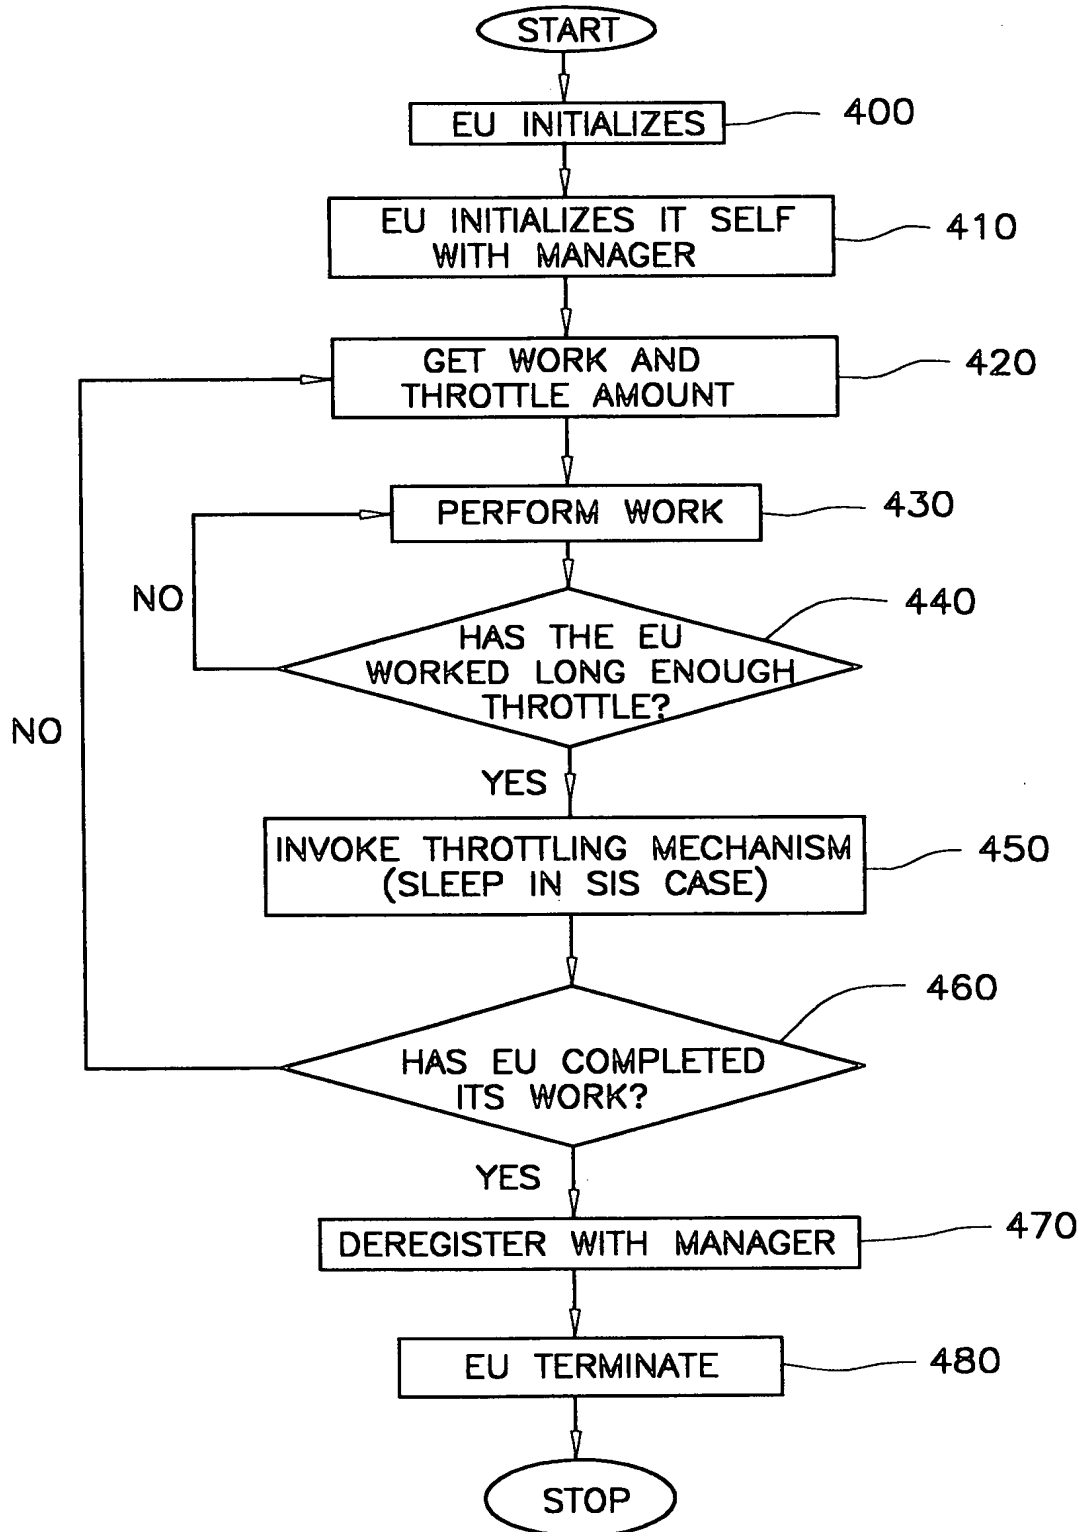 START
EU INITIALIZES
400
EU INITIALIZES IT SELF
WITH MANAGER
410
GET WORK AND
THROTTLE AMOUNT
420
PERFORM WORK
430
NO
HAS THE EU
WORKED LONG ENOUGH
THROTTLE?
440
NO
YES
INVOKE THROTTLING MECHANISM
(SLEEP IN SIS CASE)
450
HAS EU COMPLETED
ITS WORK?
460
YES
DEREGISTER WITH MANAGER
470
EU TERMINATE
480
STOP